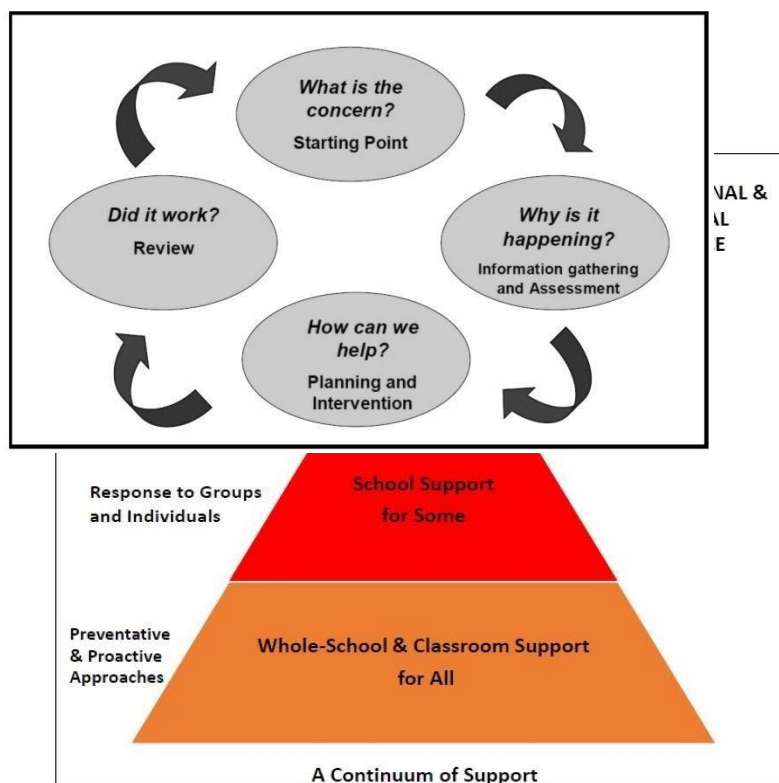 What is the
concern?
Starting Point
Why is it
happening?
Information gathering
and Assessment
How can we
help?
Planning and
Intervention
Did it work?
Review
&
Response to Groups
and Individuals
School Support
for Some
Preventative
& Proactive
Approaches
Whole-School & Classroom Support
for All
A Continuum of Support